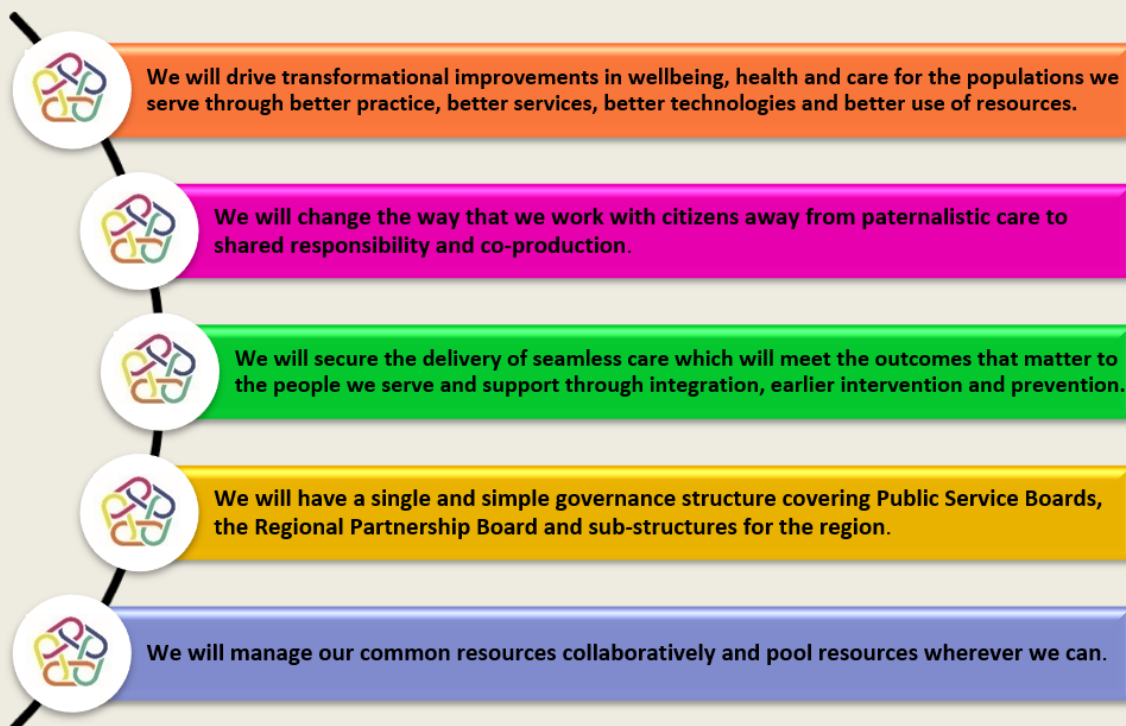 We will drive transformational improvements in wellbeing, health and care for the populations we
serve through better practice, better services, better technologies and better use of resources.
We will change the way that we work with citizens away from paternalistic care to
shared responsibility and co-production.
We will secure the delivery of seamless care which will meet the outcomes that matter to
the people we serve and support through integration, earlier intervention and prevention.
We will have a single and simple governance structure covering Public Service Boards,
the Regional Partnership Board and sub-structures for the region.
We will manage our common resources collaboratively and pool resources wherever we can.